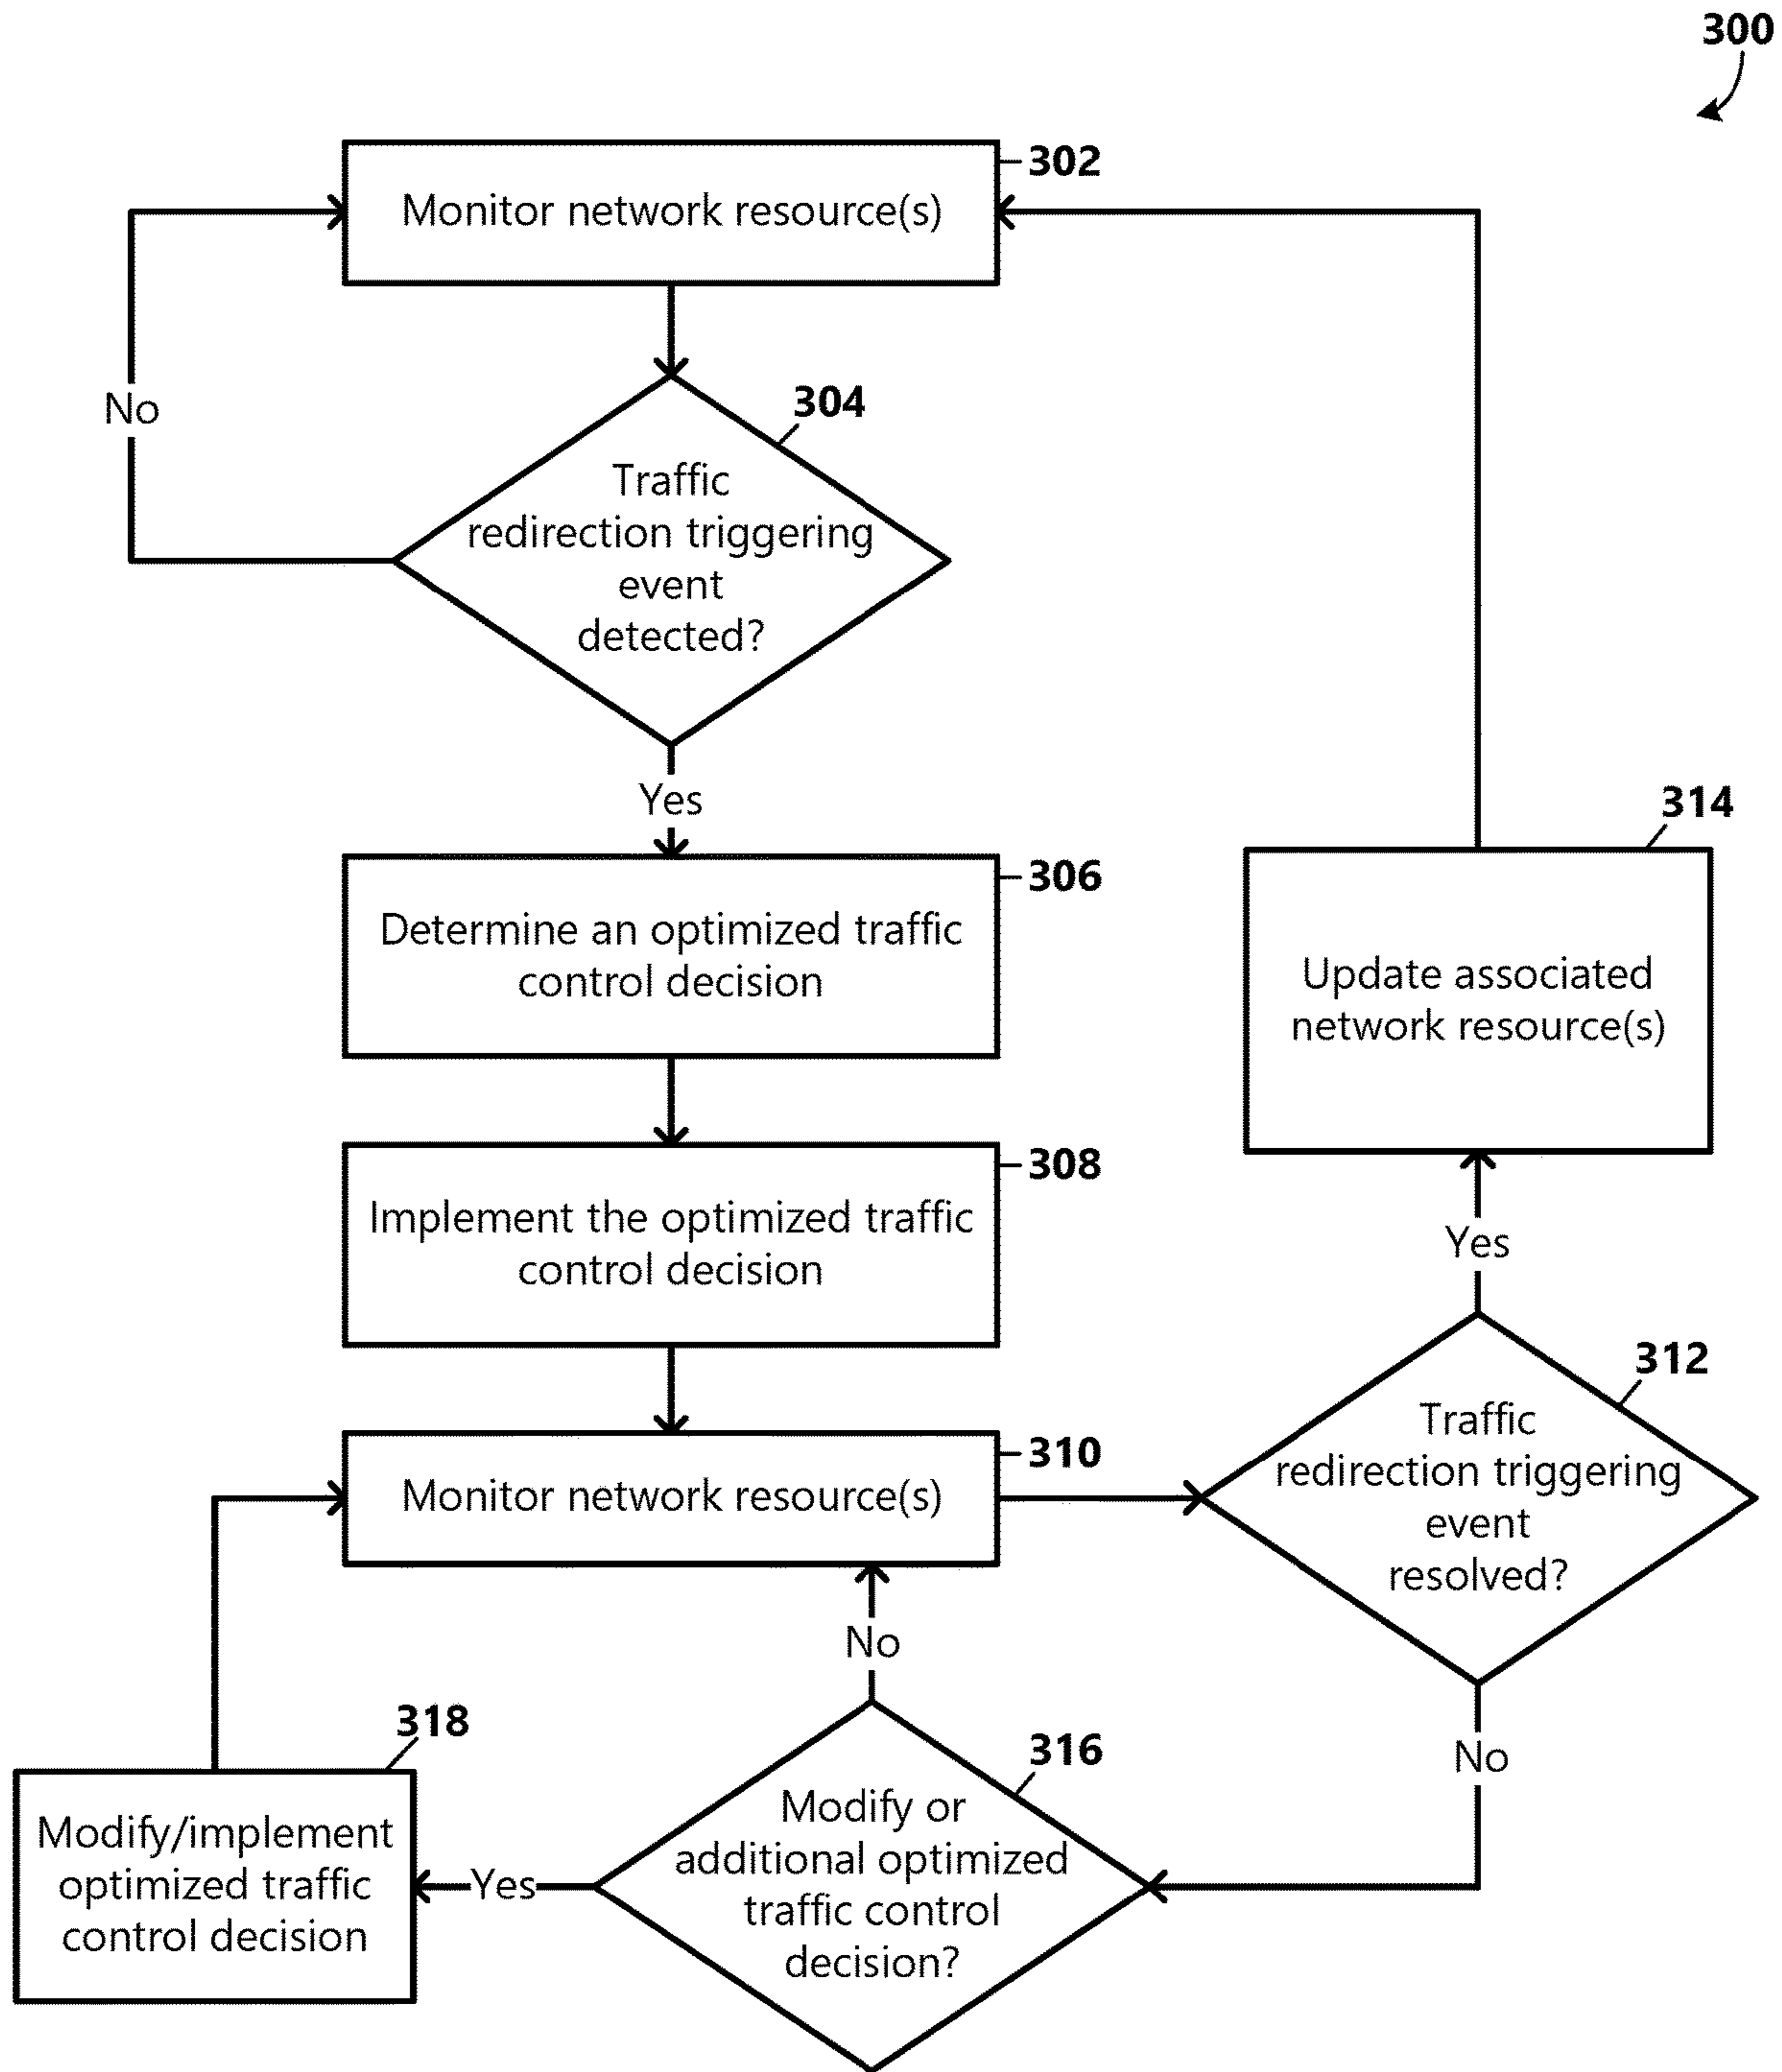 300
302
Monitor network resource(s)
No
304
Traffic
redirection triggering
event
detected?
Yes
306
Determine an optimized traffic
control decision
314
Update associated
network resource(s)
308
Implement the optimized traffic
control decision
Yes
312
Traffic
redirection triggering
event
resolved?
310
Monitor network resource(s)
No
No
318
Modify/implement
optimized traffic
control decision
Yes
316
Modify or
additional optimized
traffic control
decision?